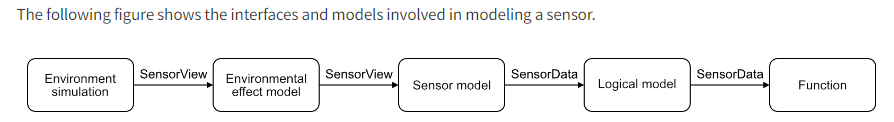 The following figure shows the interfaces and models involved in modeling a sensor.
Environment
simulation
SensorView
Environmental
effect model
SensorView
Sensor model
SensorData
Logical model
SensorData
Function